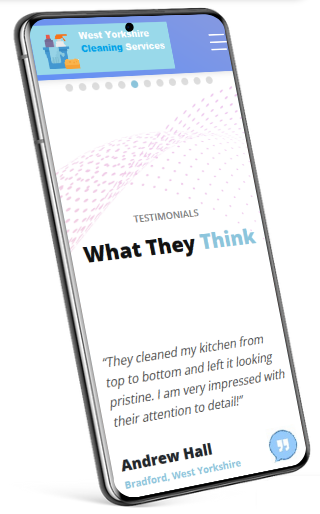 West Yorkshire
Cleaning Services
TESTIMONIALS
What They Think
“They cleaned my kitchen from
top to bottom and left it looking
pristine. I am very impressed with
their attention to detail!”
Andrew Hall
Bradford, West Yorkshire